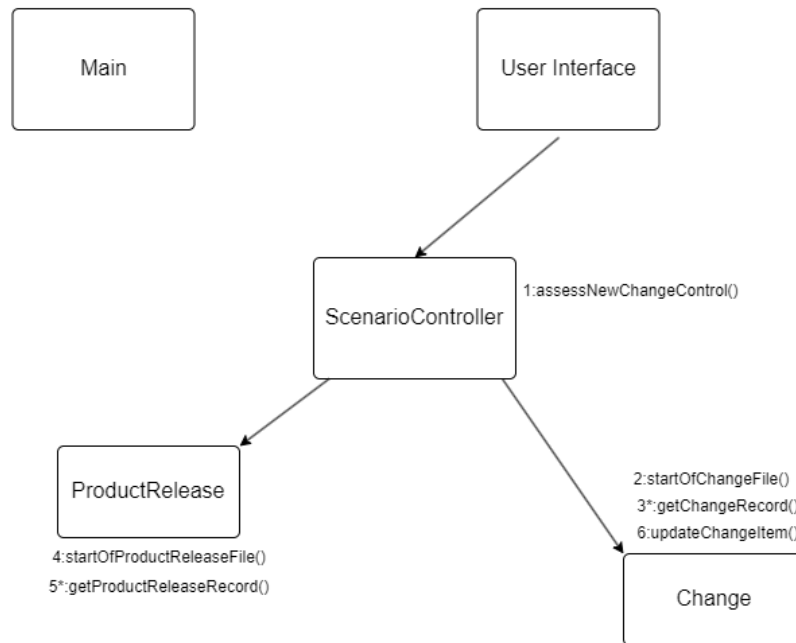 Main
User Interface
1:assessNewChangeControl()
ScenarioController
2:startOfChangeFile()
ProductRelease
3*:getChangeRecord()
6:updateChangeItem()
4:startOfProductReleaseFile()
5*:getProductReleaseRecord()
Change